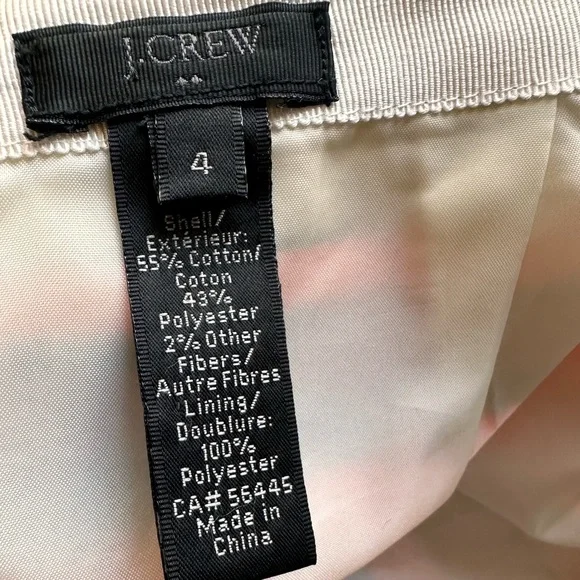 J.CREW
4
Shell/
Extérieur:
55% Cotton/
Coton
43%
Polyester
2% Other
Fibers/
Autre Fibres
Lining/
Doublure:
100%
Polyester
CA# 56445
Made in
China